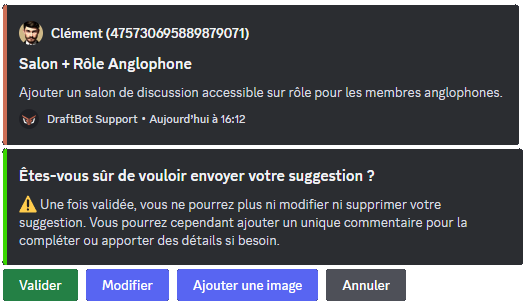 Clément (475730695889879071)
Salon + Rôle Anglophone
Ajouter un salon de discussion accessible sur rôle pour les membres anglophones.
DraftBot Support • Aujourd'hui à 16:12
Êtes-vous sûr de vouloir envoyer votre suggestion ?
⚠️ Une fois validée, vous ne pourrez plus ni modifier ni supprimer votre
suggestion. Vous pourrez cependant ajouter un unique commentaire pour la
compléter ou apporter des détails si besoin.
Valider Modifier Ajouter une image Annuler